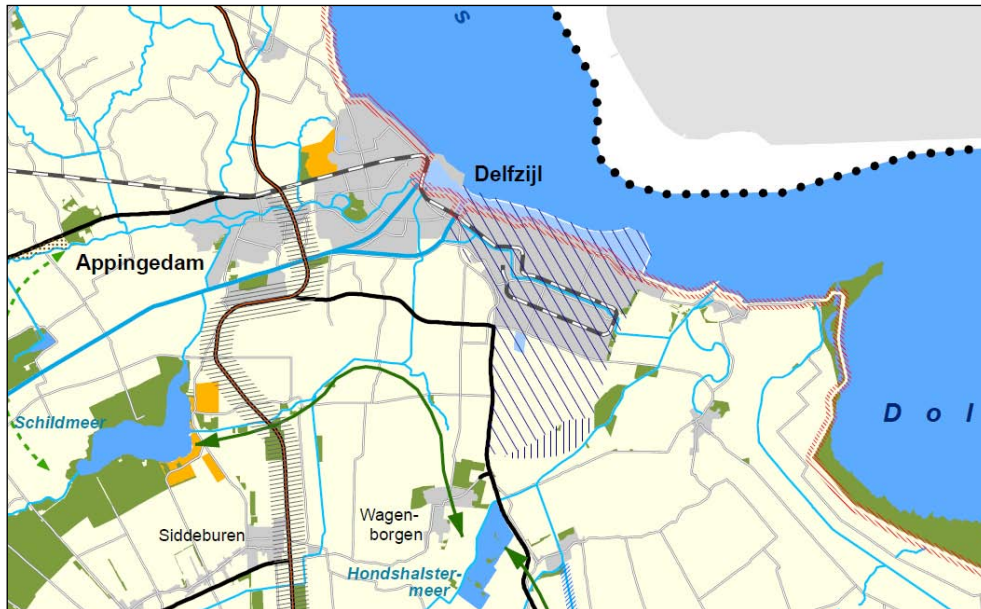 s
Delfzijl
Appingedam
Schildmeer
D o l
Siddeburen
Wagen-
borgen
Hondshalster-
meer